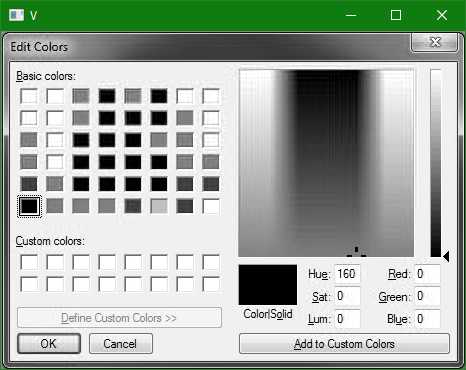 V
Edit Colors
Basic colors:
Custom colors:
Define Custom Colors >>
OK Cancel
Color|Solid
Hue: 160 Red: 0
Sat: 0 Green: 0
Lum: 0 Blue: 0
Add to Custom Colors